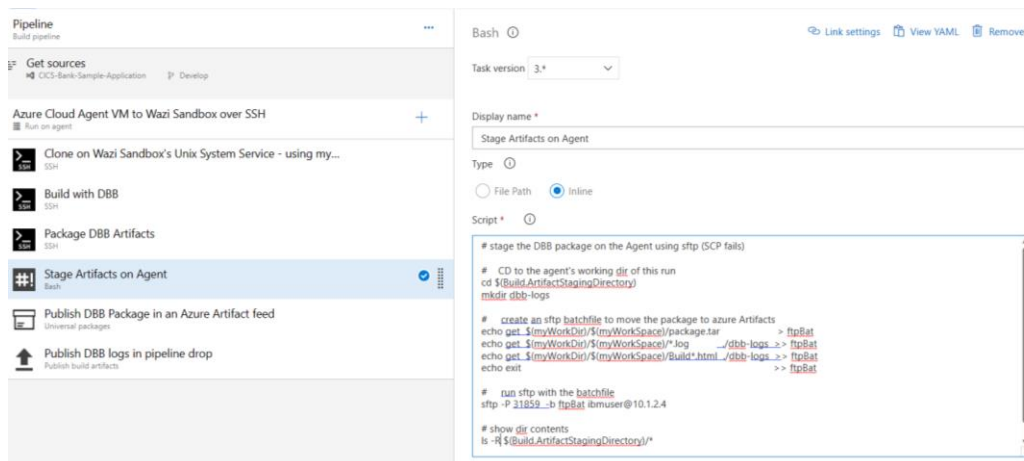 Pipeline
Build pipeline
...
Get sources
CICS-Bank-Sample-Application Develop
Azure Cloud Agent VM to Wazi Sandbox over SSH
Run on agent
+
Clone on Wazi Sandbox's Unix System Service - using my...
SSH
Build with DBB
SSH
Package DBB Artifacts
SSH
#! Stage Artifacts on Agent
Bash
Publish DBB Package in an Azure Artifact feed
Universal packages
Publish DBB logs in pipeline drop
Publish build artifacts
Bash Link settings View YAML Remove
Task version 3.*
Display name *
Stage Artifacts on Agent
Type
File Path Inline
Script *
# stage the DBB package on the Agent using sftp (SCP fails)
# CD to the agent's working dir of this run
cd $(Build.ArtifactStagingDirectory)
mkdir dbb-logs
# create an sftp batchfile to move the package to azure Artifacts
echo get $(myWorkDir)/$(myWorkSpace)/package.tar > ftpBat
echo get $(myWorkDir)/$(myWorkSpace)/*.log ./dbb-logs >> ftpBat
echo get $(myWorkDir)/$(myWorkSpace)/Build*.html ./dbb-logs >> ftpBat
echo exit >> ftpBat
# run sftp with the batchfile
sftp -P 31859 -b ftpBat ibmuser@10.1.2.4
# show dir contents
ls -R $(Build.ArtifactStagingDirectory)/*